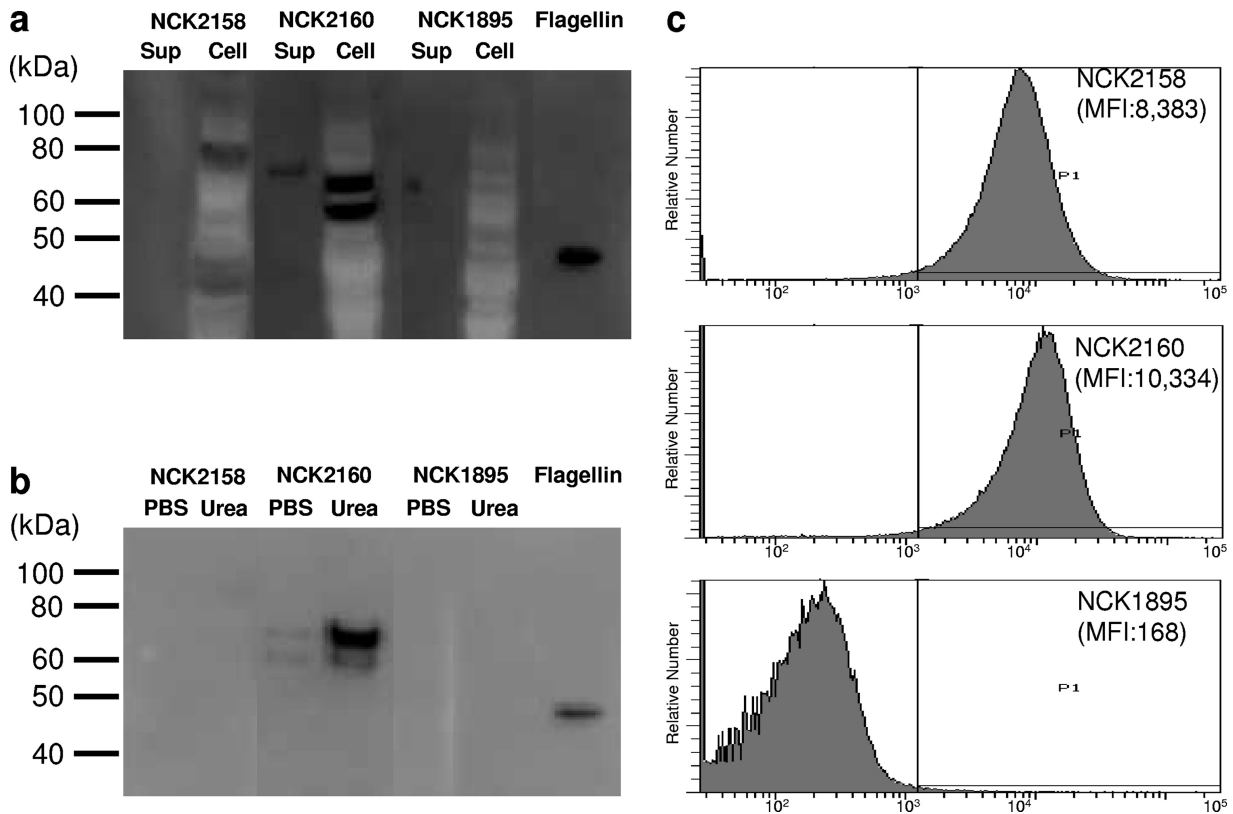 a
NCK2158 NCK2160 NCK1895 Flagellin
Sup Cell Sup Cell Sup Cell
(kDa)
100
80
60
50
40
b
NCK2158 NCK2160 NCK1895 Flagellin
PBS Urea PBS Urea PBS Urea
(kDa)
100
80
60
50
40
c
NCK2158
(MFI:8,383)
P1
Relative Number
10² 10³ 10⁴ 10⁵
NCK2160
(MFI:10,334)
P1
Relative Number
10² 10³ 10⁴ 10⁵
NCK1895
(MFI:168)
P1
Relative Number
10² 10³ 10⁴ 10⁵